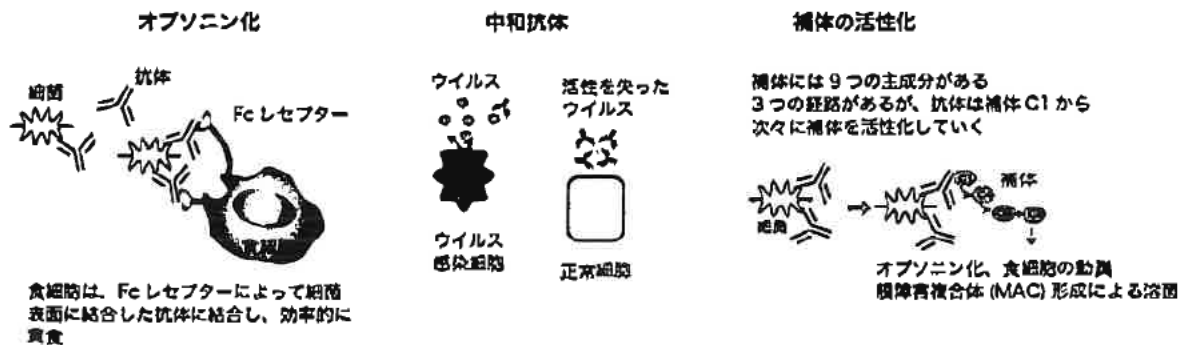 オプソニン化
細菌
抗体
Fcレセプター
食細
食細胞は、Fcレセプターによって細菌
表面に結合した抗体に結合し、効率的に
貪食
中和抗体
ウイルス
ウイルス
感染細胞
活性を失った
ウイルス
正常細胞
補体の活性化
補体には9つの主成分がある
3つの経路があるが、抗体は補体C1から
次々に補体を活性化していく
細菌
補体
オプソニン化、食細胞の動員
膜障害複合体 (MAC) 形成による溶菌